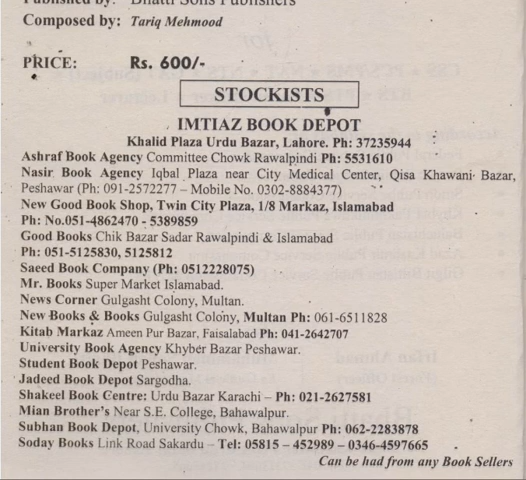 Published by: Bhatti Sons Publishers
Composed by: Tariq Mehmood
PRICE: Rs. 600/-
STOCKISTS
IMTIAZ BOOK DEPOT
Khalid Plaza Urdu Bazar, Lahore. Ph: 37235944
Ashraf Book Agency Committee Chowk Rawalpindi Ph: 5531610
Nasir Book Agency Iqbal Plaza near City Medical Center, Qisa Khawani Bazar,
Peshawar (Ph: 091-2572277 – Mobile No. 0302-8884377)
New Good Book Shop, Twin City Plaza, 1/8 Markaz, Islamabad
Ph: No.051-4862470 - 5389859
Good Books Chik Bazar Sadar Rawalpindi & Islamabad
Ph: 051-5125830, 5125812
Saeed Book Company (Ph: 0512228075)
Mr. Books Super Market Islamabad.
News Corner Gulgasht Colony, Multan.
New Books & Books Gulgasht Colony, Multan Ph: 061-6511828
Kitab Markaz Ameen Pur Bazar, Faisalabad Ph: 041-2642707
University Book Agency Khyber Bazar Peshawar.
Student Book Depot Peshawar.
Jadeed Book Depot Sargodha.
Shakeel Book Centre: Urdu Bazar Karachi – Ph: 021-2627581
Mian Brother's Near S.E. College, Bahawalpur.
Subhan Book Depot, University Chowk, Bahawalpur Ph: 062-2283878
Soday Books Link Road Sakardu – Tel: 05815 – 452989 – 0346-4597665
Can be had from any Book Sellers